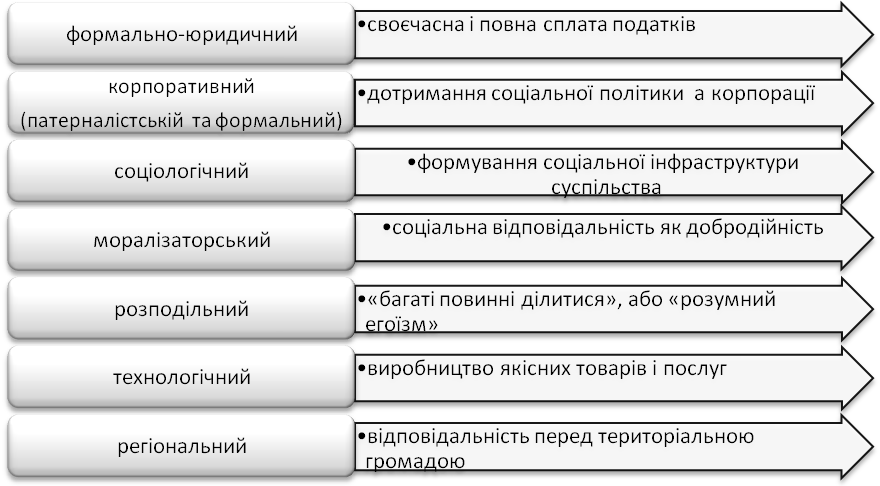 формально-юридичний
•своєчасна і повна сплата податків
корпоративний
(патерналістській та формальний)
•дотримання соціальної політики а корпорації
соціологічний
•формування соціальної інфраструктури
суспільства
моралізаторський
•соціальна відповідальність як добродійність
розподільний
•«багаті повинні ділитися», або «розумний
егоїзм»
технологічний
•виробництво якісних товарів і послуг
регіональний
•відповідальність перед територіальною
громадою